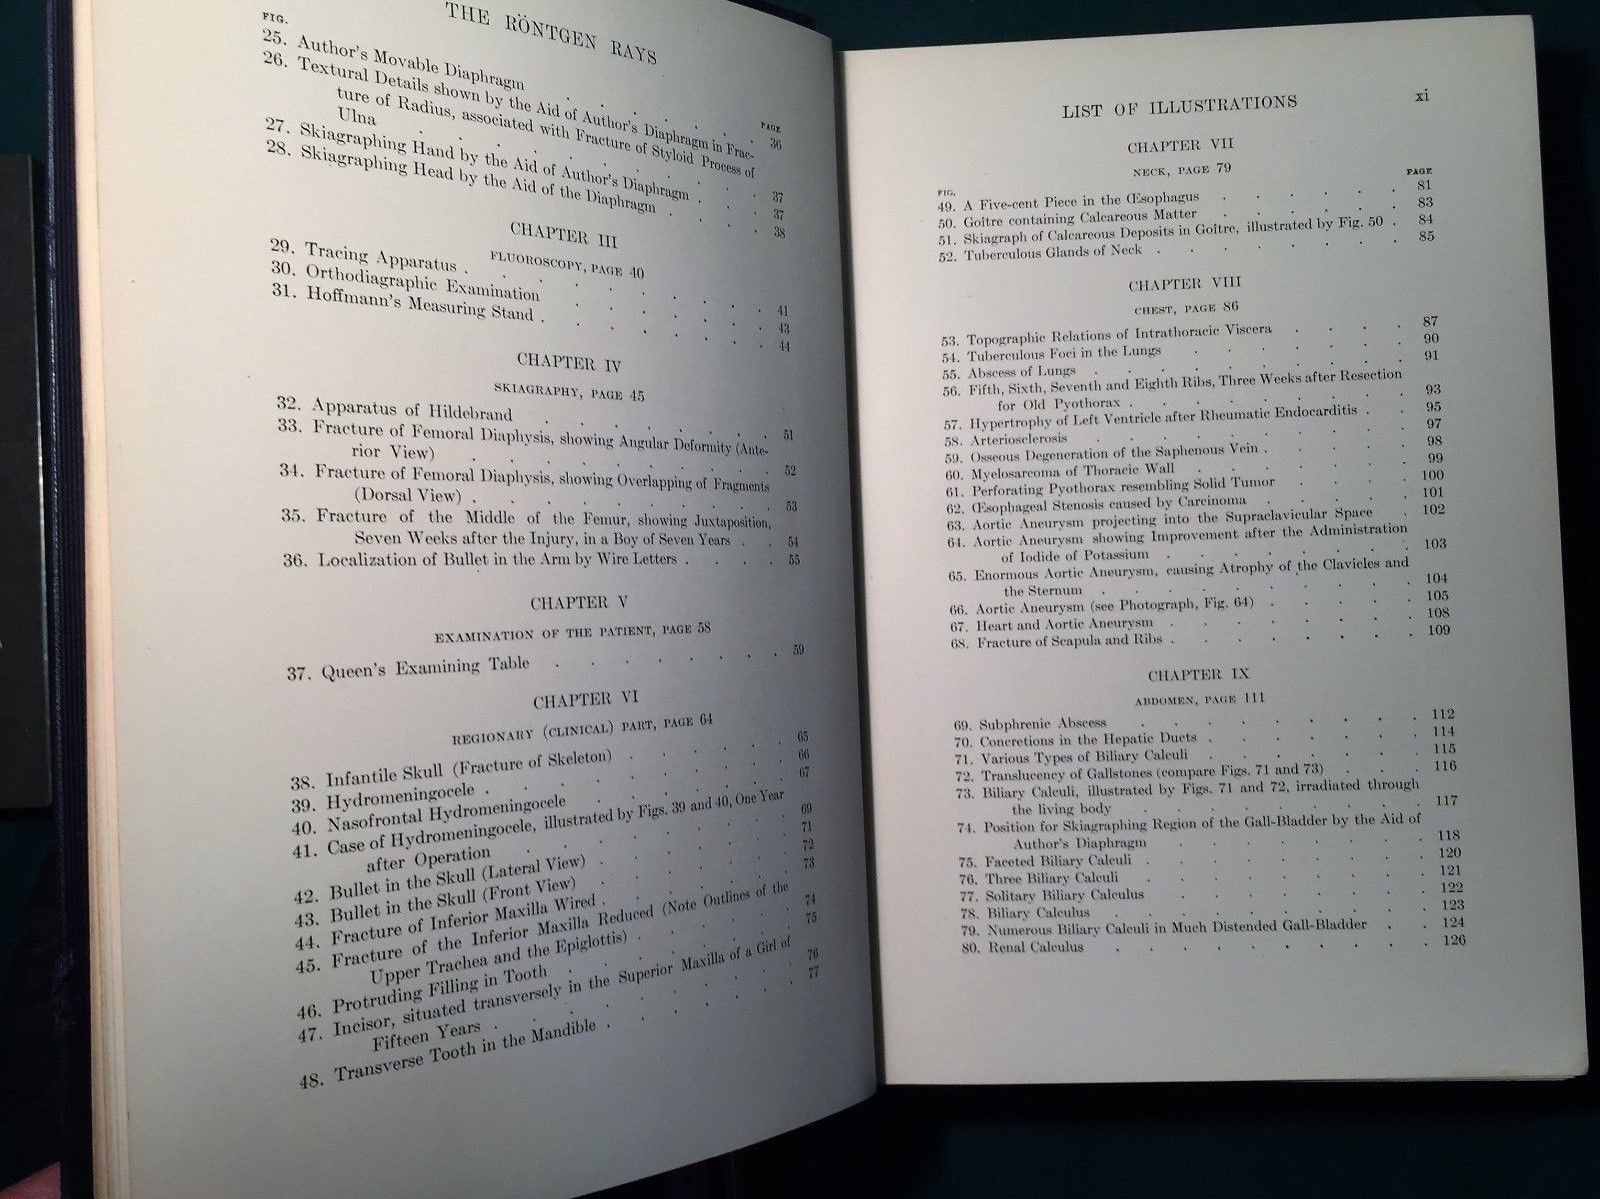 THE RÖNTGEN RAYS
FIG. PAGE
25. Author's Movable Diaphragm . . . . . . . 36
26. Textural Details shown by the Aid of Author's Diaphragm in Frac-
ture of Radius, associated with Fracture of Styloid Process of
Ulna . . . . . . . . . 37
27. Skiagraphing Hand by the Aid of Author's Diaphragm . . . 37
28. Skiagraphing Head by the Aid of the Diaphragm . . . . 38
CHAPTER III
FLUOROSCOPY, PAGE 40
29. Tracing Apparatus . . . . . . . . . 41
30. Orthodiagraphic Examination . . . . . . . 43
31. Hoffmann's Measuring Stand . . . . . . . 44
CHAPTER IV
SKIAGRAPHY, PAGE 45
32. Apparatus of Hildebrand . . . . . . . 51
33. Fracture of Femoral Diaphysis, showing Angular Deformity (Ante-
rior View) . . . . . . . . . 52
34. Fracture of Femoral Diaphysis, showing Overlapping of Fragments
(Dorsal View) . . . . . . . . . 53
35. Fracture of the Middle of the Femur, showing Juxtaposition,
Seven Weeks after the Injury, in a Boy of Seven Years . . 54
36. Localization of Bullet in the Arm by Wire Letters . . . . 55
CHAPTER V
EXAMINATION OF THE PATIENT, PAGE 58
37. Queen's Examining Table . . . . . . . 59
CHAPTER VI
REGIONARY (CLINICAL) PART, PAGE 64
38. Infantile Skull (Fracture of Skeleton) . . . . . 65
39. Hydromeningocele . . . . . . . . . 66
40. Nasofrontal Hydromeningocele . . . . . . 67
41. Case of Hydromeningocele, illustrated by Figs. 39 and 40, One Year
after Operation . . . . . . . . 69
42. Bullet in the Skull (Lateral View) . . . . . . 71
43. Bullet in the Skull (Front View) . . . . . . 72
44. Fracture of Inferior Maxilla Wired . . . . . . 73
45. Fracture of the Inferior Maxilla Reduced (Note Outlines of the
Upper Trachea and the Epiglottis) . . . . . 74
46. Protruding Filling in Tooth . . . . . . . 75
47. Incisor, situated transversely in the Superior Maxilla of a Girl of
Fifteen Years . . . . . . . . . 76
48. Transverse Tooth in the Mandible . . . . . . 77
LIST OF ILLUSTRATIONS xi
CHAPTER VII
NECK, PAGE 79
FIG. PAGE
49. A Five-cent Piece in the Œsophagus . . . . . . 81
50. Goître containing Calcareous Matter . . . . . . 83
51. Skiagraph of Calcareous Deposits in Goître, illustrated by Fig. 50 . 84
52. Tuberculous Glands of Neck . . . . . . . . 85
CHAPTER VIII
CHEST, PAGE 86
53. Topographic Relations of Intrathoracic Viscera . . . . 87
54. Tuberculous Foci in the Lungs . . . . . . . 90
55. Abscess of Lungs . . . . . . . . . . 91
56. Fifth, Sixth, Seventh and Eighth Ribs, Three Weeks after Resection
for Old Pyothorax . . . . . . . . . 93
57. Hypertrophy of Left Ventricle after Rheumatic Endocarditis . . 95
58. Arteriosclerosis . . . . . . . . . . 97
59. Osseous Degeneration of the Saphenous Vein . . . . . 98
60. Myelosarcoma of Thoracic Wall . . . . . . . 99
61. Perforating Pyothorax resembling Solid Tumor . . . . 100
62. Œsophageal Stenosis caused by Carcinoma . . . . . 101
63. Aortic Aneurysm projecting into the Supraclavicular Space . 102
64. Aortic Aneurysm showing Improvement after the Administration
of Iodide of Potassium . . . . . . . . 103
65. Enormous Aortic Aneurysm, causing Atrophy of the Clavicles and
the Sternum . . . . . . . . . . 104
66. Aortic Aneurysm (see Photograph, Fig. 64) . . . . . 105
67. Heart and Aortic Aneurysm . . . . . . . . 108
68. Fracture of Scapula and Ribs . . . . . . . . 109
CHAPTER IX
ABDOMEN, PAGE 111
69. Subphrenic Abscess . . . . . . . . . 112
70. Concretions in the Hepatic Ducts . . . . . . . 114
71. Various Types of Biliary Calculi . . . . . . . 115
72. Translucency of Gallstones (compare Figs. 71 and 73) . . . 116
73. Biliary Calculi, illustrated by Figs. 71 and 72, irradiated through
the living body . . . . . . . . . 117
74. Position for Skiagraphing Region of the Gall-Bladder by the Aid of
Author's Diaphragm . . . . . . . . 118
75. Faceted Biliary Calculi . . . . . . . . . 120
76. Three Biliary Calculi . . . . . . . . . 121
77. Solitary Biliary Calculus . . . . . . . . 122
78. Biliary Calculus . . . . . . . . . . 123
79. Numerous Biliary Calculi in Much Distended Gall-Bladder . . 124
80. Renal Calculus . . . . . . . . . . 126